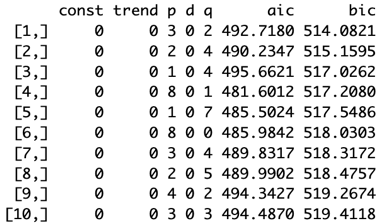 const trend p d q aic bic
[1,] 0 0 3 0 2 492.7180 514.0821
[2,] 0 0 2 0 4 490.2347 515.1595
[3,] 0 0 1 0 4 495.6621 517.0262
[4,] 0 0 8 0 1 481.6012 517.2080
[5,] 0 0 1 0 7 485.5024 517.5486
[6,] 0 0 8 0 0 485.9842 518.0303
[7,] 0 0 3 0 4 489.8317 518.3172
[8,] 0 0 2 0 5 489.9902 518.4757
[9,] 0 0 4 0 2 494.3427 519.2674
[10,] 0 0 3 0 3 494.4870 519.4118